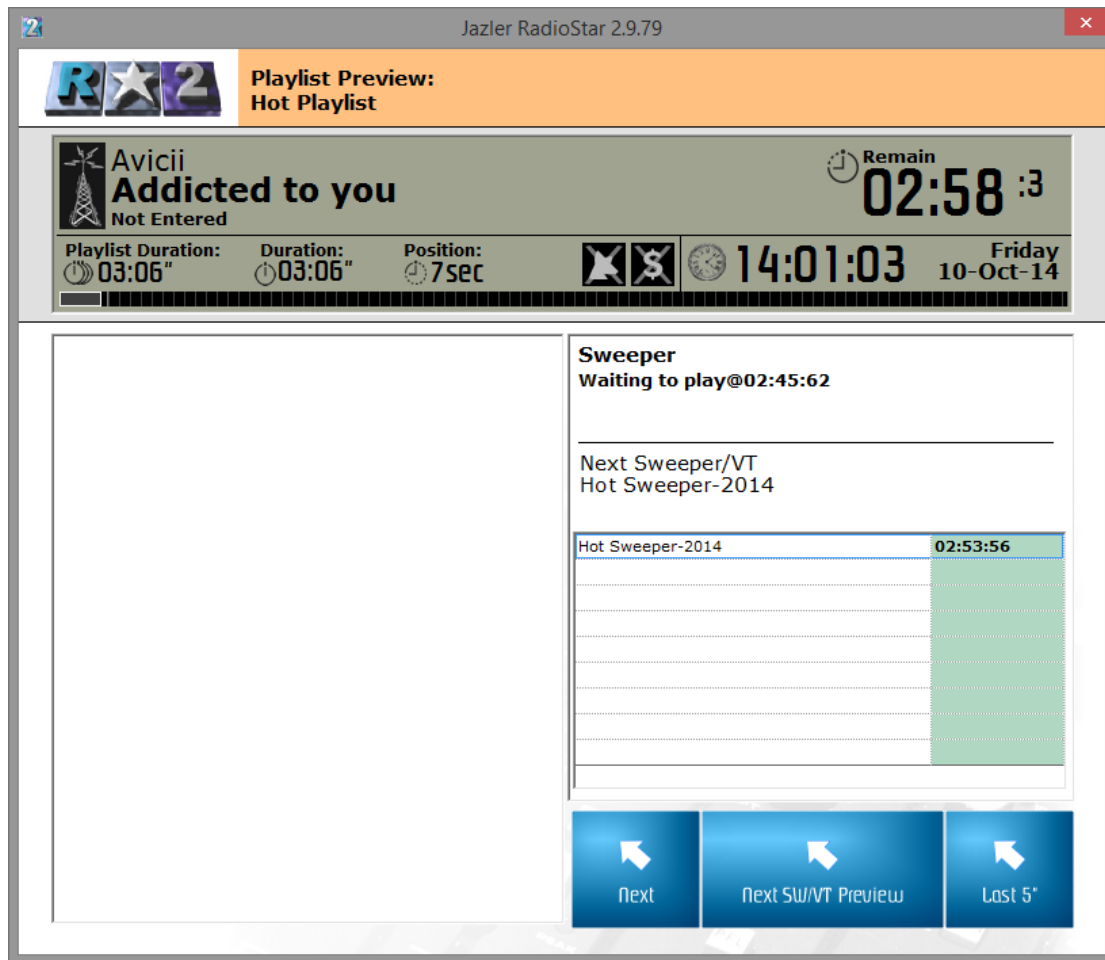 2
Jazler RadioStar 2.9.79
×
R★2
Playlist Preview:
Hot Playlist
Avicii
Addicted to you
Not Entered
Remain
02:58 :3
Playlist Duration:
03:06"
Duration:
03:06"
Position:
7sec
$
14:01:03
Friday
10-Oct-14
Sweeper
Waiting to play@02:45:62
Next Sweeper/VT
Hot Sweeper-2014
Hot Sweeper-2014 02:53:56
Next
Next SW/VT Preview
Last 5"